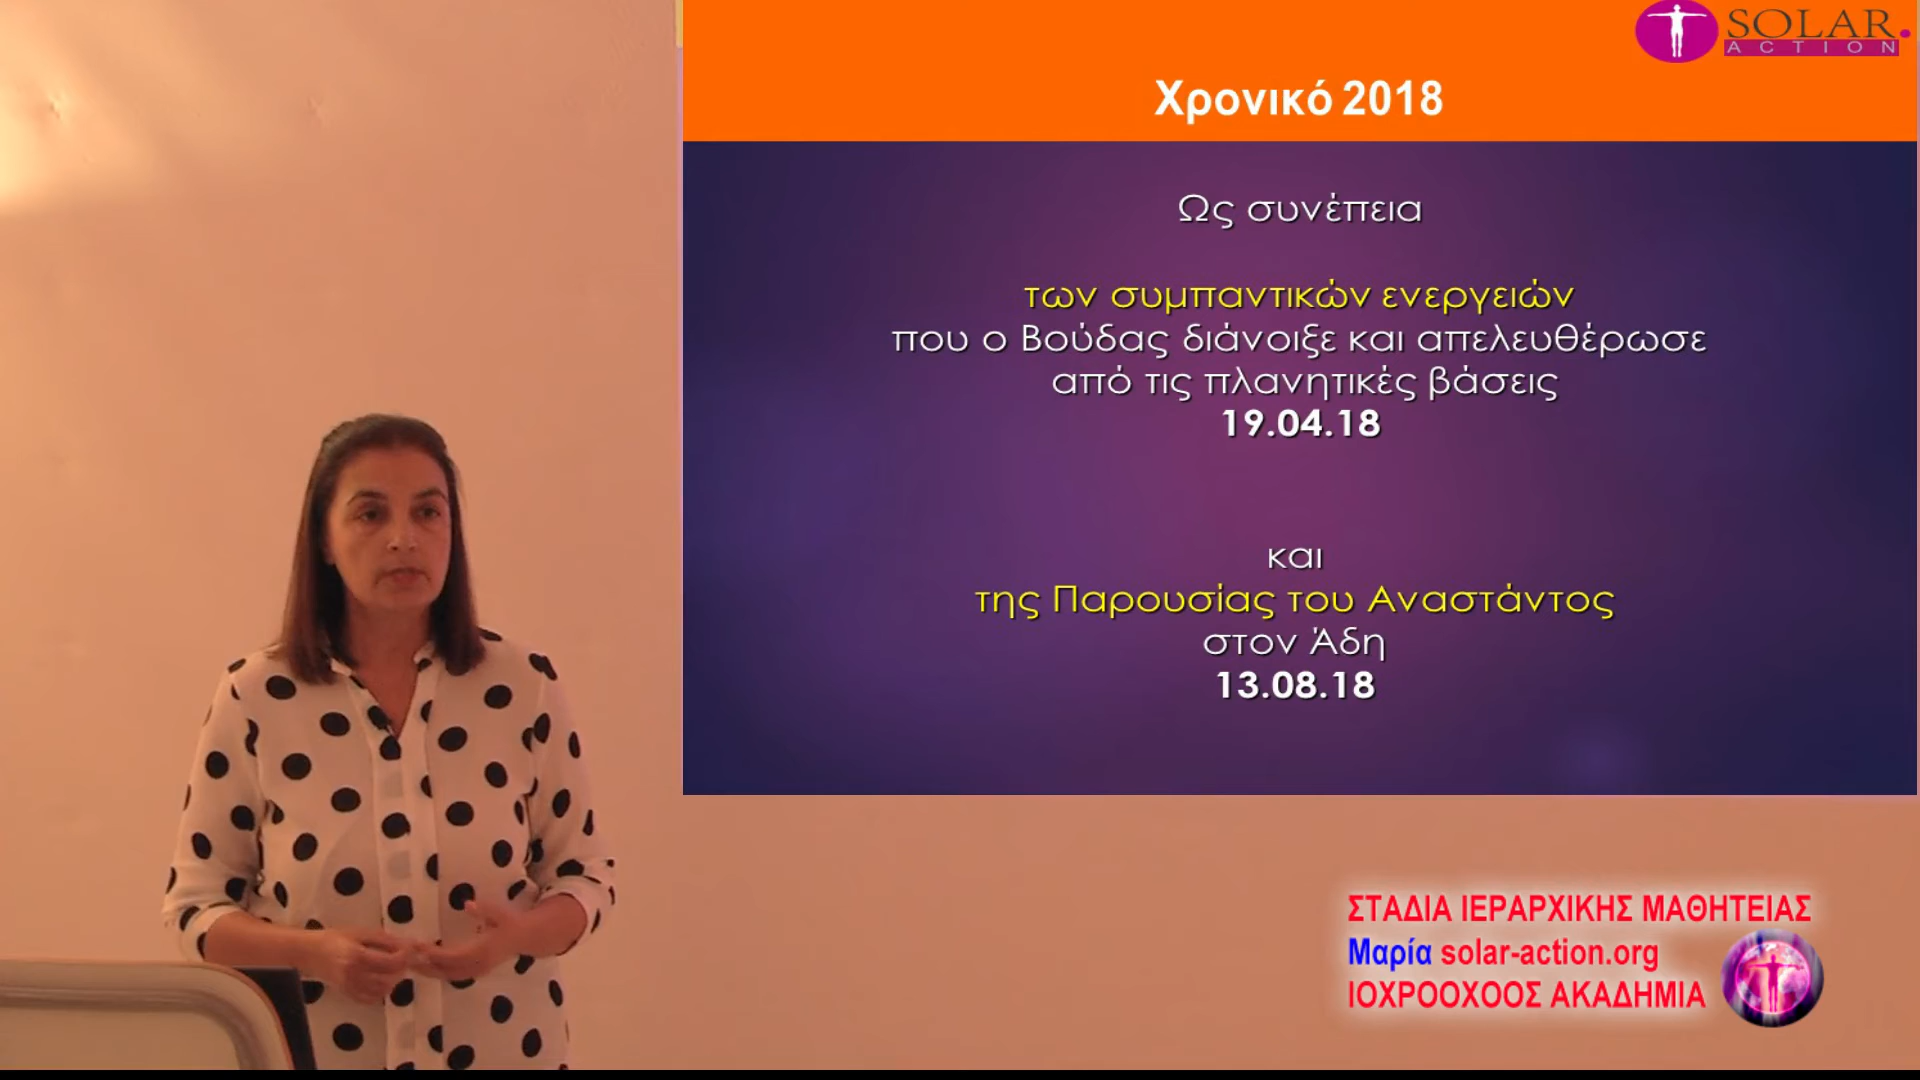 SOLAR.
ACTION
Χρονικό 2018
Ως συνέπεια
των συμπαντικών ενεργειών
που ο Βούδας διάνοιξε και απελευθέρωσε
από τις πλανητικές βάσεις
19.04.18
και
της Παρουσίας του Αναστάντος
στον Άδη
13.08.18
ΣΤΑΔΙΑ ΙΕΡΑΡΧΙΚΗΣ ΜΑΘΗΤΕΙΑΣ
Μαρία solar-action.org
ΙΟΧΡΟΟΧΟΟΣ ΑΚΑΔΗΜΙΑ